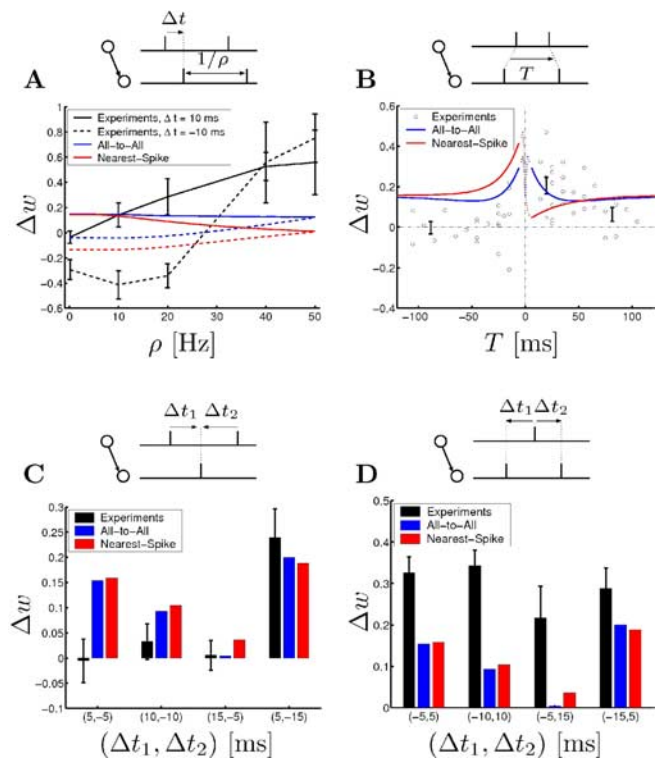 Δt
1/ρ
A
Experiments, Δ t = 10 ms
Experiments, Δ t = −10 ms
All−to−All
Nearest−Spike
Δw
1
0.8
0.6
0.4
0.2
0
−0.2
−0.4
−0.6
0 10 20 30 40 50
ρ [Hz]
T
B
Experiments
All−to−All
Nearest−Spike
Δw
0.6
0.4
0.2
0
0.2
0.4
−100 −50 0 50 100
T [ms]
Δt1 Δt2
C
Experiments
All−to−All
Nearest−Spike
Δw
0.3
0.25
0.2
0.15
0.1
0.05
0
−0.05
−0.1
(5,−5) (10,−10) (15,−5) (5,−15)
(Δt1, Δt2) [ms]
Δt1 Δt2
D
Experiments
All−to−All
Nearest−Spike
Δw
0.5
0.4
0.3
0.2
0.1
0
(−5,5) (−10,10) (−5,15) (−15,5)
(Δt1, Δt2) [ms]